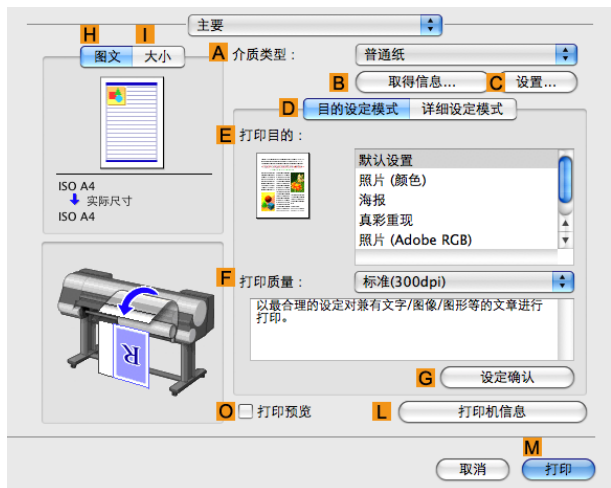 主要
H I
图文 大小
A 介质类型： 普通纸
B 取得信息... C 设置...
D 目的设定模式 详细设定模式
E 打印目的：
默认设置
照片 (颜色)
海报
真彩重现
照片 (Adobe RGB)
ISO A4
实际尺寸
ISO A4
F 打印质量： 标准(300dpi)
以最合理的设定对兼有文字/图像/图形等的文章进行
打印。
R
G 设定确认
O 打印预览 L 打印机信息
M
取消 打印